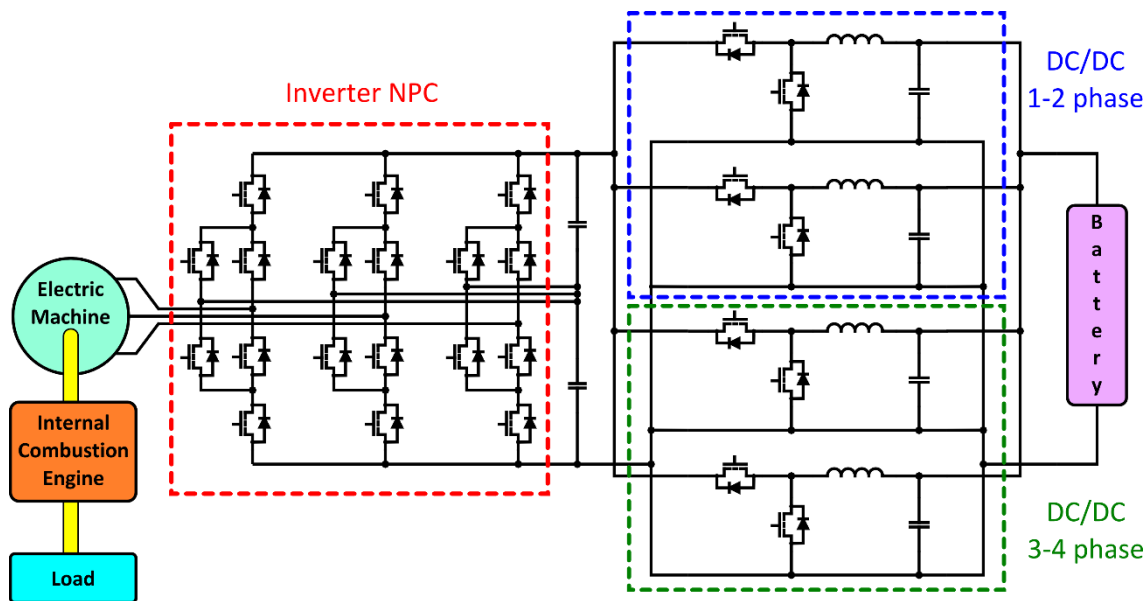 Inverter NPC
DC/DC
1-2 phase
Electric
Machine
Internal
Combustion
Engine
Load
B
a
t
t
e
r
y
DC/DC
3-4 phase